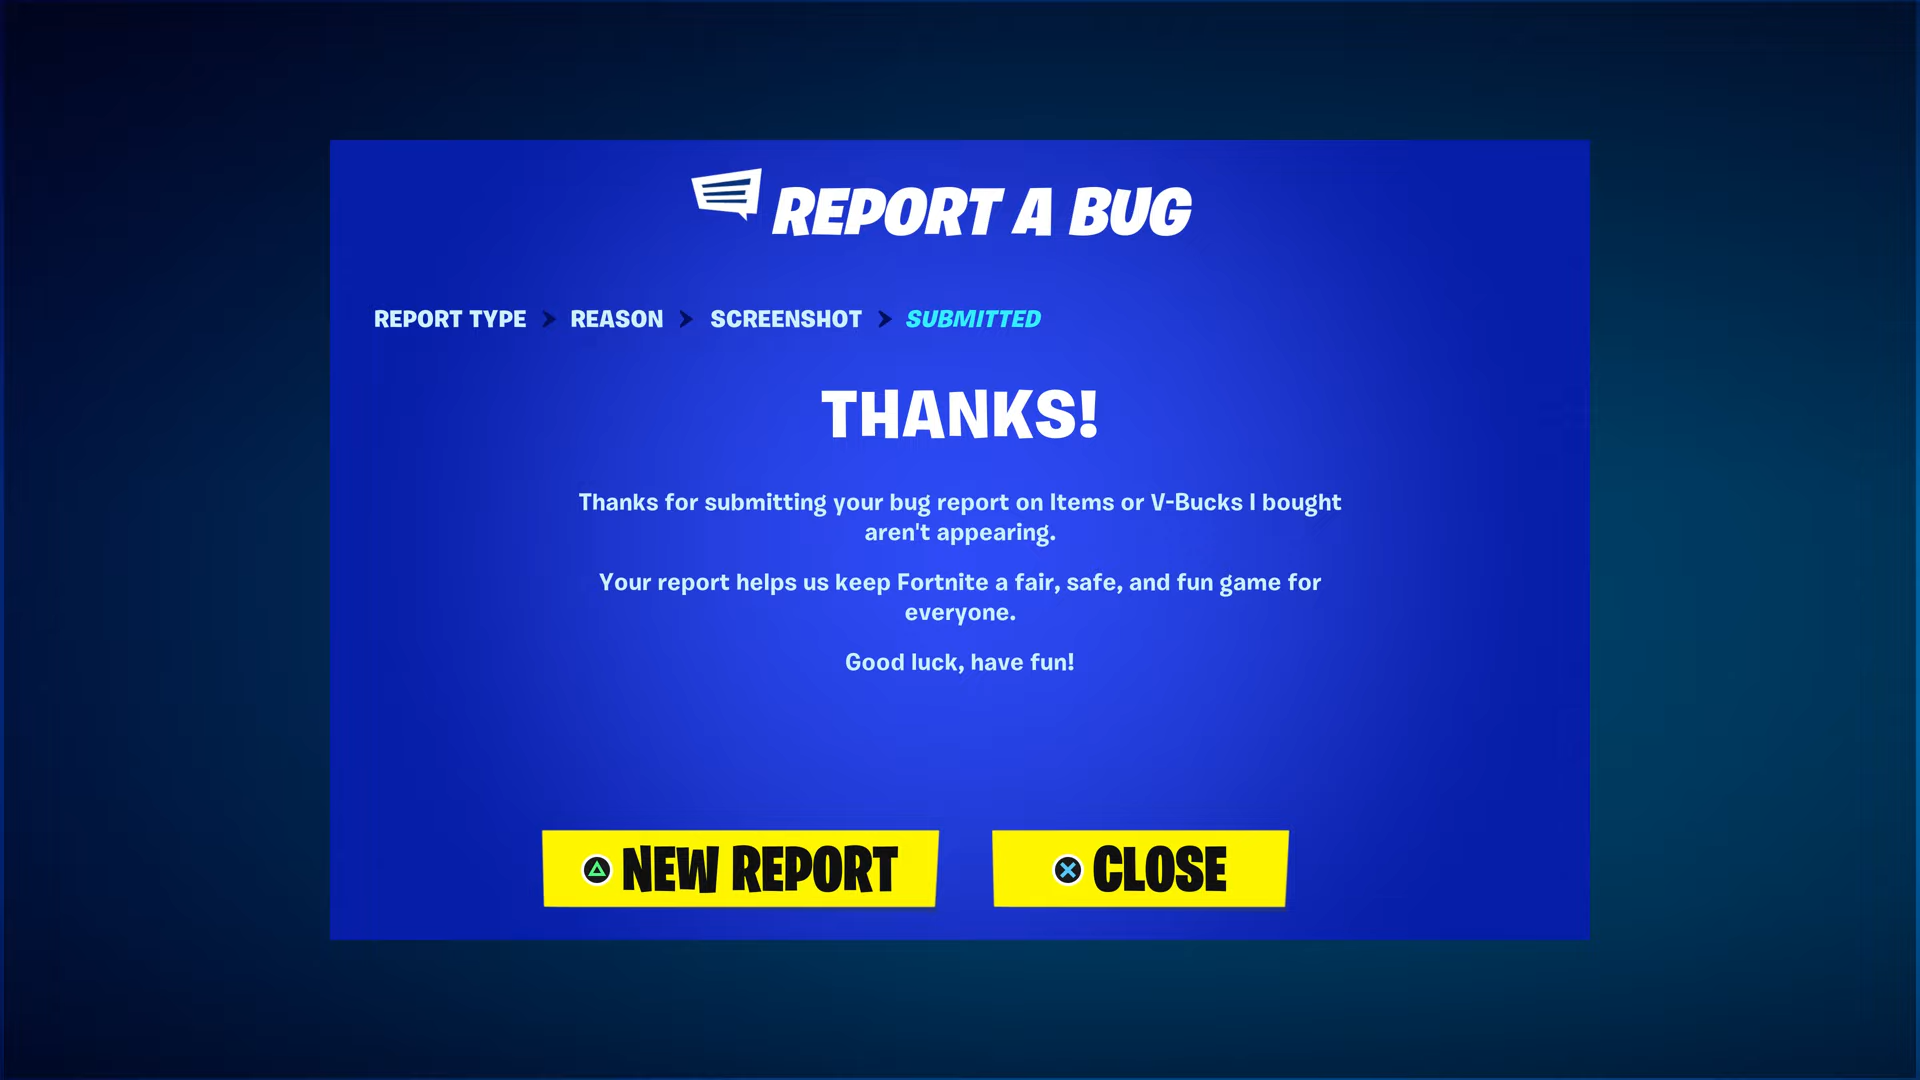 REPORT A BUG
REPORT TYPE > REASON > SCREENSHOT > SUBMITTED
THANKS!
Thanks for submitting your bug report on Items or V-Bucks I bought
aren't appearing.
Your report helps us keep Fortnite a fair, safe, and fun game for
everyone.
Good luck, have fun!
NEW REPORT
CLOSE